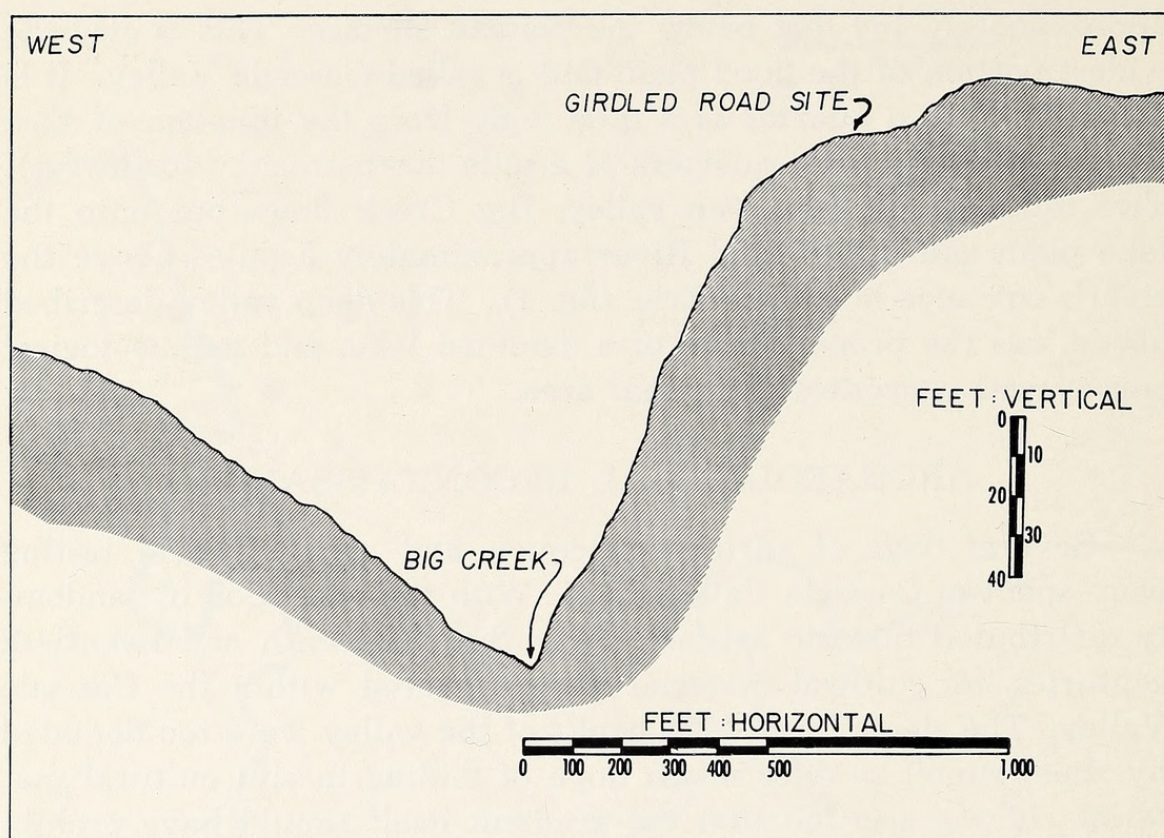 WEST
EAST
GIRDLED ROAD SITE
FEET : VERTICAL
0
10
20
30
40
BIG CREEK
FEET : HORIZONTAL
0 100 200 300 400 500 1,000